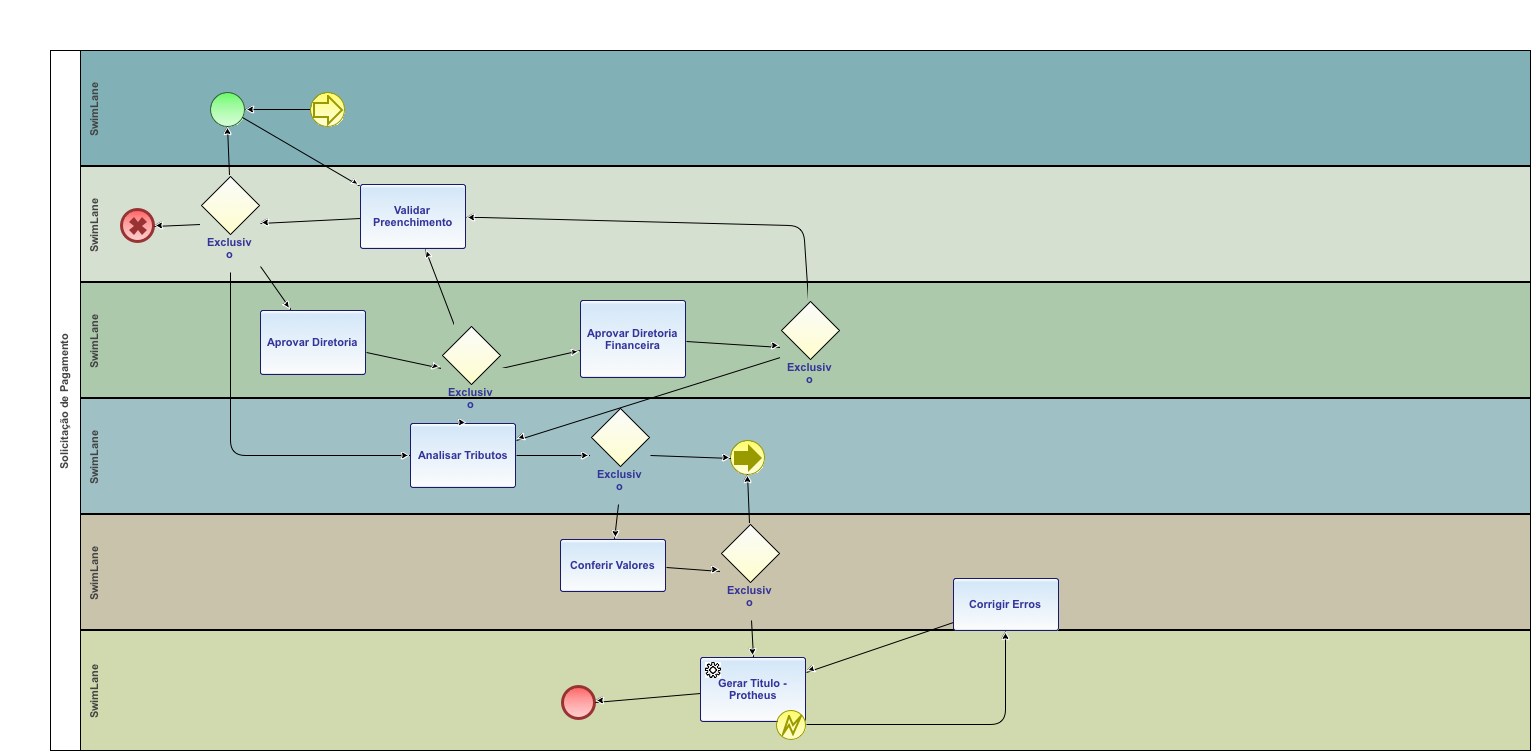 Solicitação de Pagamento
SwimLane
SwimLane
Exclusiv
o
Validar
Preenchimento
SwimLane
Aprovar Diretoria
Exclusiv
o
Aprovar Diretoria
Financeira
Exclusiv
o
SwimLane
Analisar Tributos
Exclusiv
o
SwimLane
Conferir Valores
Exclusiv
o
Corrigir Erros
SwimLane
Gerar Titulo -
Protheus